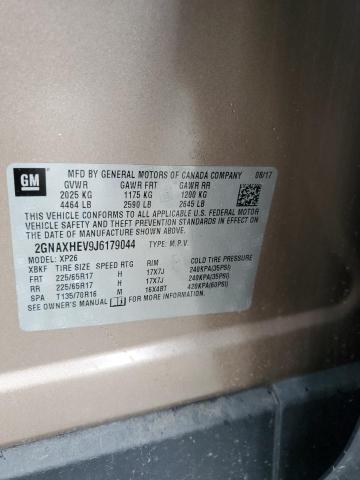 GM
MFD BY GENERAL MOTORS OF CANADA COMPANY 08/17
GVWR GAWR FRT GAWR RR
2025 KG 1175 KG 1200 KG
4464 LB 2590 LB 2645 LB
THIS VEHICLE CONFORMS TO ALL APPLICABLE U.S. FEDERAL MOTOR
VEHICLE SAFETY AND THEFT PREVENTION STANDARDS
IN EFFECT ON THE DATE OF MANUFACTURE SHOWN ABOVE.
2GNAXHEV9J6179044 TYPE: M.P.V.
MODEL: XP26
XBKF TIRE SIZE SPEED RTG RIM COLD TIRE PRESSURE
FRT 225/65R17 H 17X7J 240KPA(35PSI)
RR 225/65R17 H 17X7J 240KPA(35PSI)
SPA T135/70R16 M 16X4BT 420KPA(60PSI)
SEE OWNER'S MANUAL FOR MORE INFORMATION.